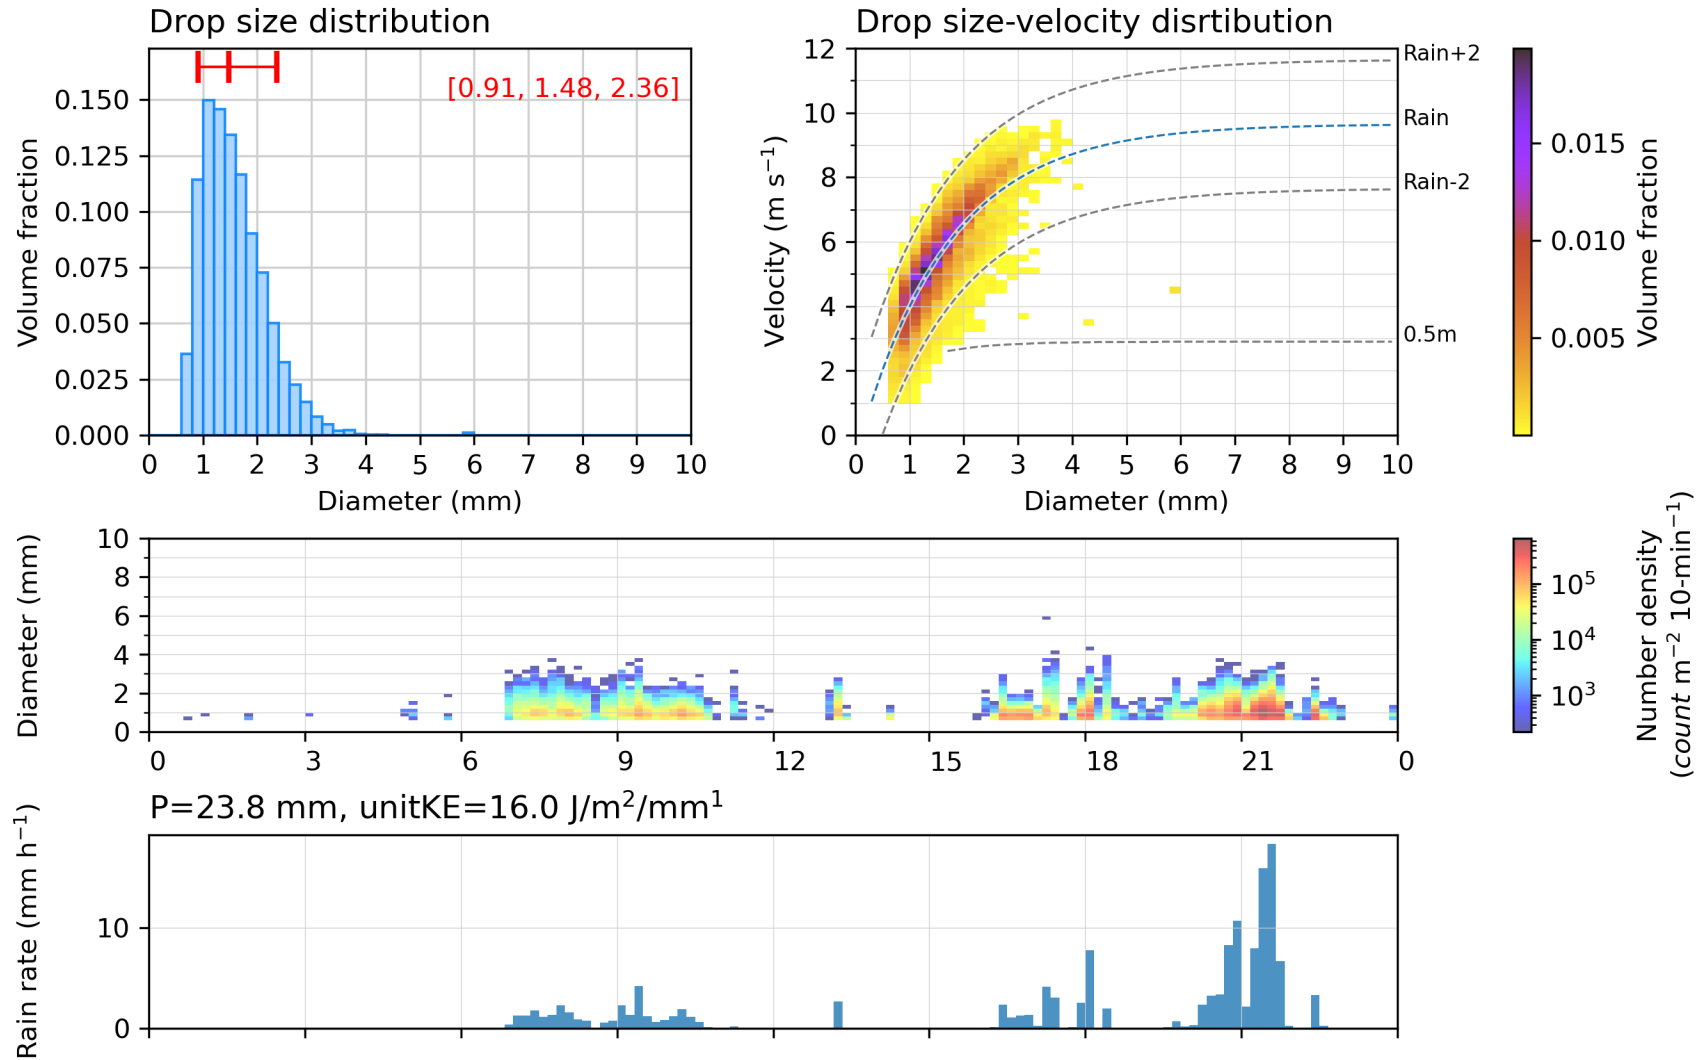 Drop size distribution
[0.91, 1.48, 2.36]
Volume fraction
0.150
0.125
0.100
0.075
0.050
0.025
0.000
0 1 2 3 4 5 6 7 8 9 10
Diameter (mm)
Drop size-velocity disrtibution
Velocity (m s⁻¹)
12
10
8
6
4
2
0
0 1 2 3 4 5 6 7 8 9 10
Diameter (mm)
Rain+2
Rain
Rain-2
0.5m
0.015
0.010
0.005
Volume fraction
Diameter (mm)
10
8
6
4
2
0
0 3 6 9 12 15 18 21 0
10⁵
10⁴
10³
Number density
(count m⁻² 10-min⁻¹)
P=23.8 mm, unitKE=16.0 J/m²/mm¹
Rain rate (mm h⁻¹)
10
0